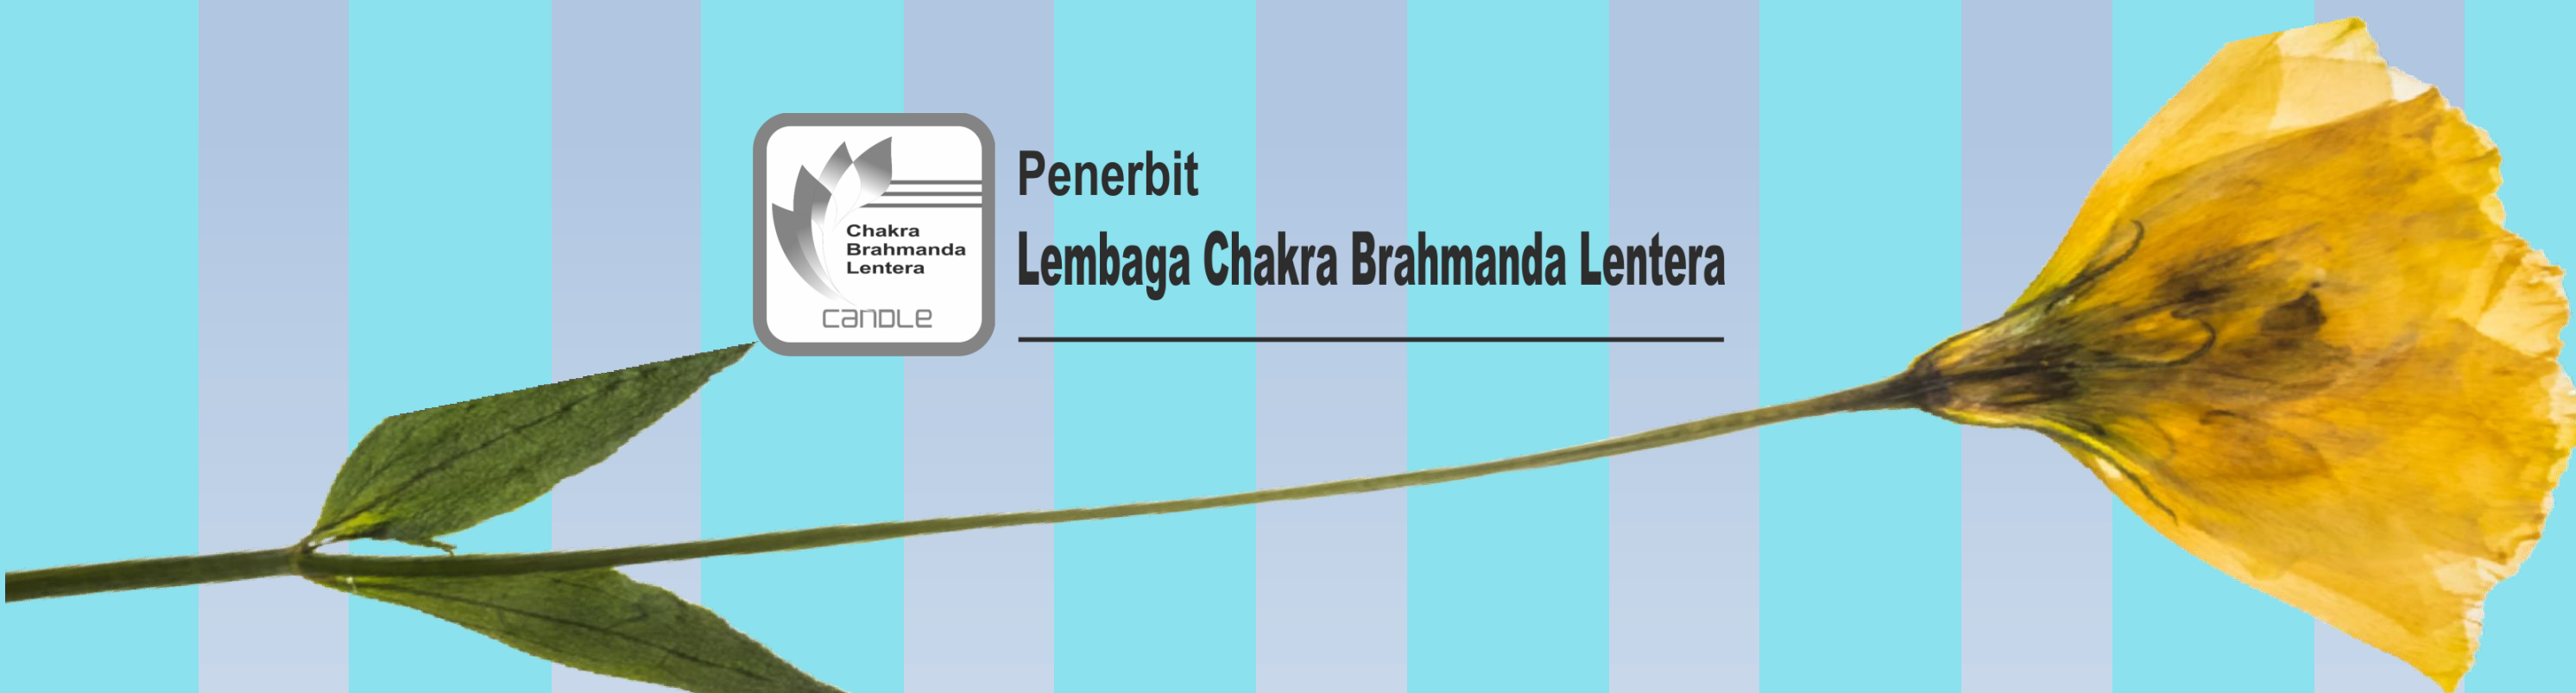 Chakra
Brahmanda
Lentera
CANDLE
Penerbit
Lembaga Chakra Brahmanda Lentera